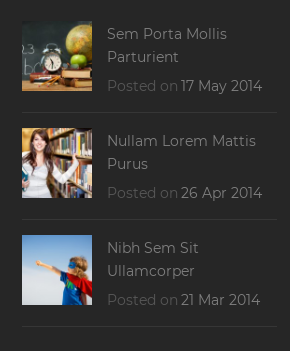 Sem Porta Mollis
Parturient
Posted on 17 May 2014
Nullam Lorem Mattis
Purus
Posted on 26 Apr 2014
Nibh Sem Sit
Ullamcorper
Posted on 21 Mar 2014